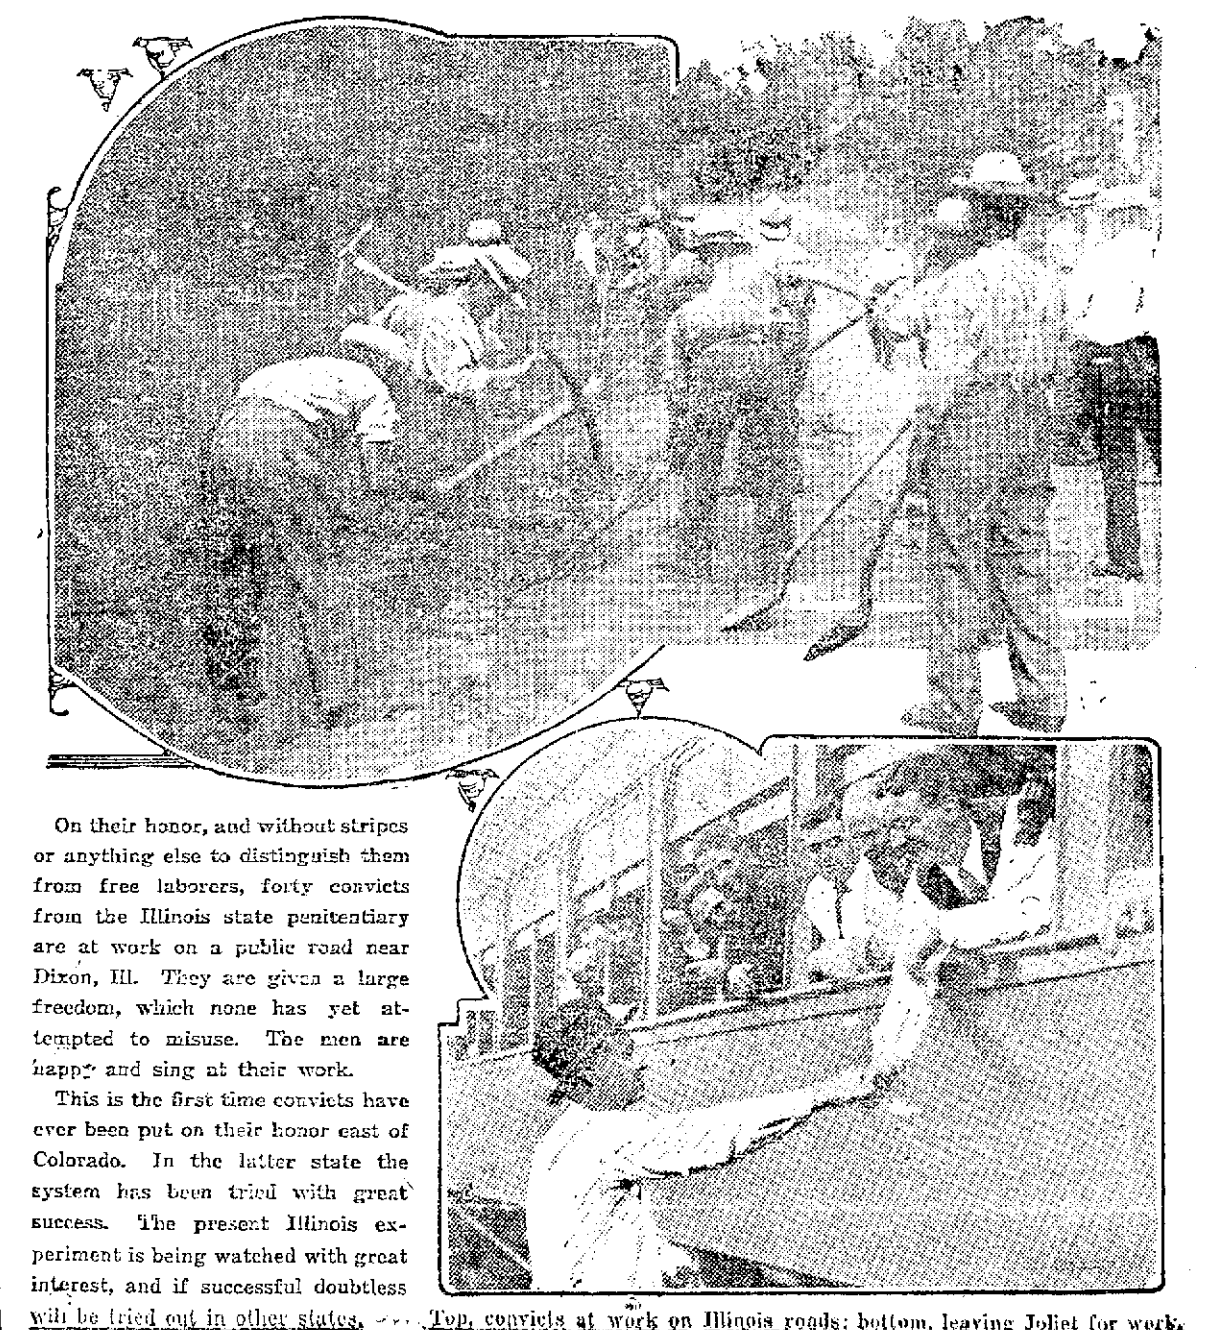 On their honor, and without stripes
or anything else to distinguish them
from free laborers, forty convicts
from the Illinois state penitentiary
are at work on a public road near
Dixon, Ill. They are given a large
freedom, which none has yet at-
tempted to misuse. The men are
happy and sing at their work.
This is the first time convicts have
ever been put on their honor east of
Colorado. In the latter state the
system has been tried with great
success. The present Illinois ex-
periment is being watched with great
interest, and if successful doubtless
will be tried out in other states.
Top, convicts at work on Illinois roads; bottom, leaving Joliet for work.